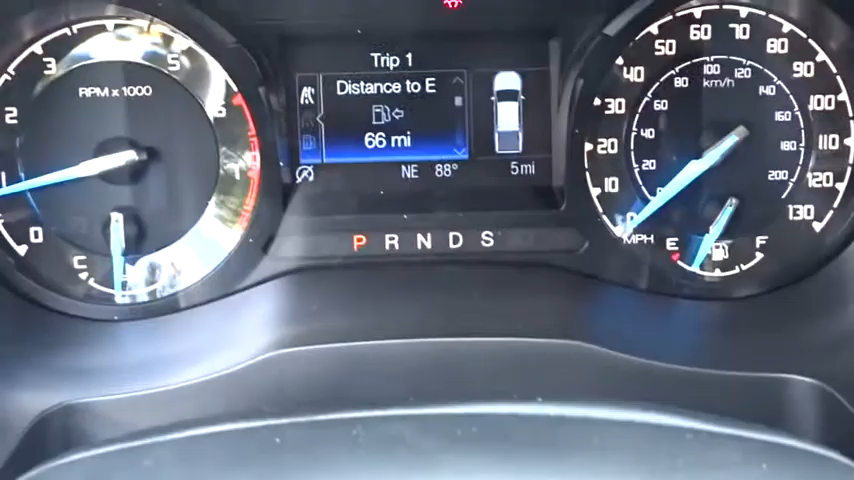 Trip 1
Distance to E
66 mi
NE 88°
5 mi
P R N D S
RPM x 1000
0
2
3
5
6
7
C
0
10
20
30
40
50
60
70
80
90
100
110
120
130
MPH
20
40
60
80
100
120
140
160
180
200
km/h
E F